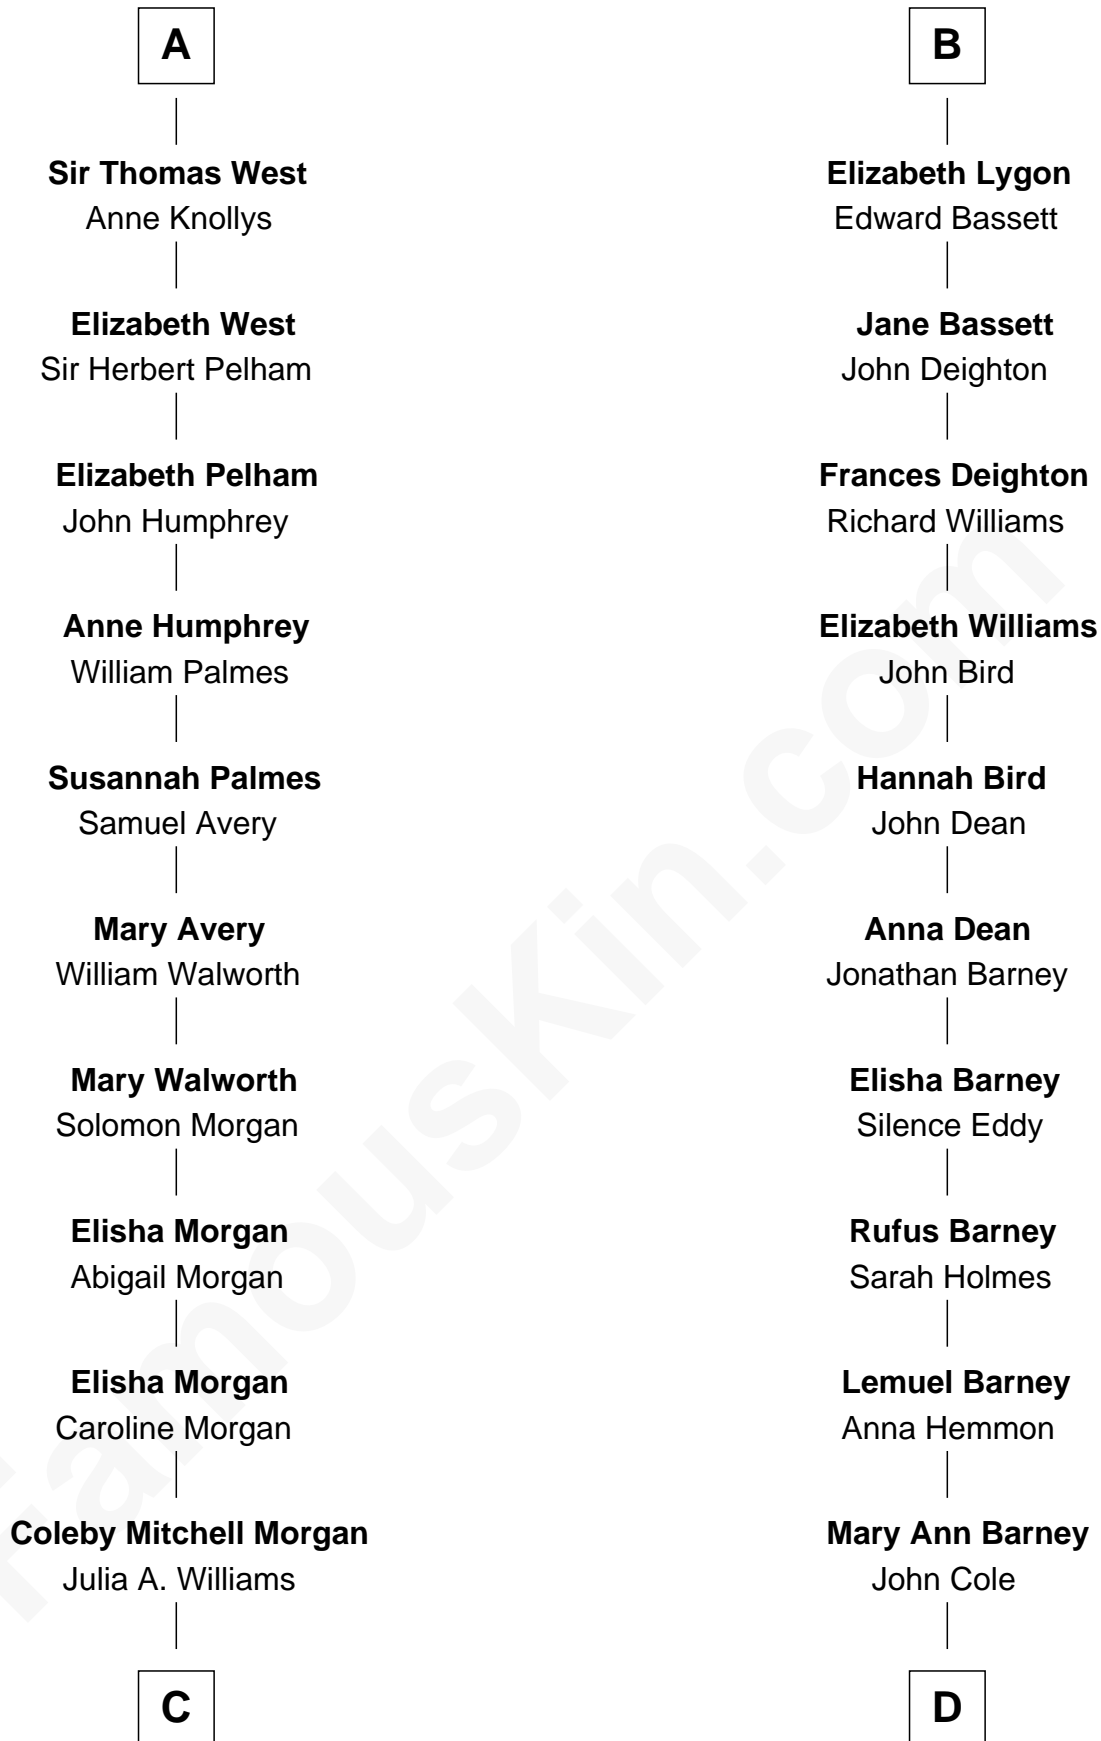 A
Sir Thomas West
Anne Knollys
Elizabeth West
Sir Herbert Pelham
Elizabeth Pelham
John Humphrey
Anne Humphrey
William Palmes
Susannah Palmes
Samuel Avery
Mary Avery
William Walworth
Mary Walworth
Solomon Morgan
Elisha Morgan
Abigail Morgan
Elisha Morgan
Caroline Morgan
Coleby Mitchell Morgan
Julia A. Williams
C
B
Elizabeth Lygon
Edward Bassett
Jane Bassett
John Deighton
Frances Deighton
Richard Williams
Elizabeth Williams
John Bird
Hannah Bird
John Dean
Anna Dean
Jonathan Barney
Elisha Barney
Silence Eddy
Rufus Barney
Sarah Holmes
Lemuel Barney
Anna Hemmon
Mary Ann Barney
John Cole
D
FamousKin.com